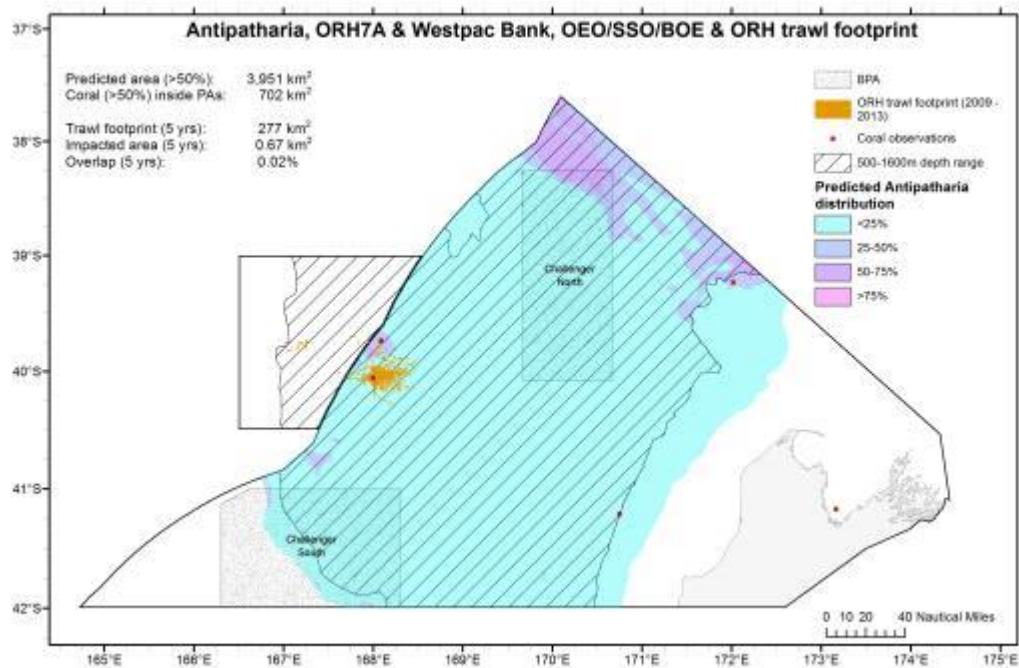 Antipatharia, ORH7A & Westpac Bank, OEO/SSO/BOE & ORH trawl footprint
Predicted area (>50%): 3,951 km²
Coral (>50%) inside PAs: 702 km²
Trawl footprint (5 yrs): 277 km²
Impacted area (5 yrs): 0.67 km²
Overlap (5 yrs): 0.02%
BPA
ORH trawl footprint (2009 -
2013)
Coral observations
500-1600m depth range
Predicted Antipatharia
distribution
<25%
25-50%
50-75%
>75%
37°S
38°S
39°S
40°S
41°S
42°S
Challenger
North
Challenger
South
0 10 20 40 Nautical Miles
165°E 166°E 167°E 168°E 169°E 170°E 171°E 172°E 173°E 174°E 175°E